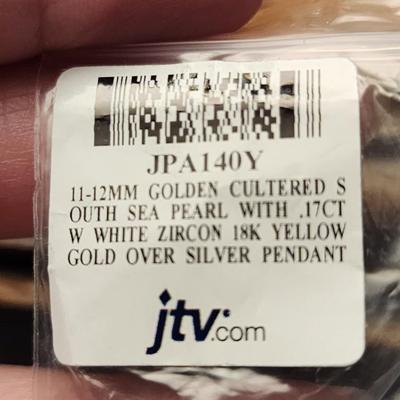 JPA140Y
11-12MM GOLDEN CULTERED S
OUTH SEA PEARL WITH .17CT
W WHITE ZIRCON 18K YELLOW
GOLD OVER SILVER PENDANT
jtv.com